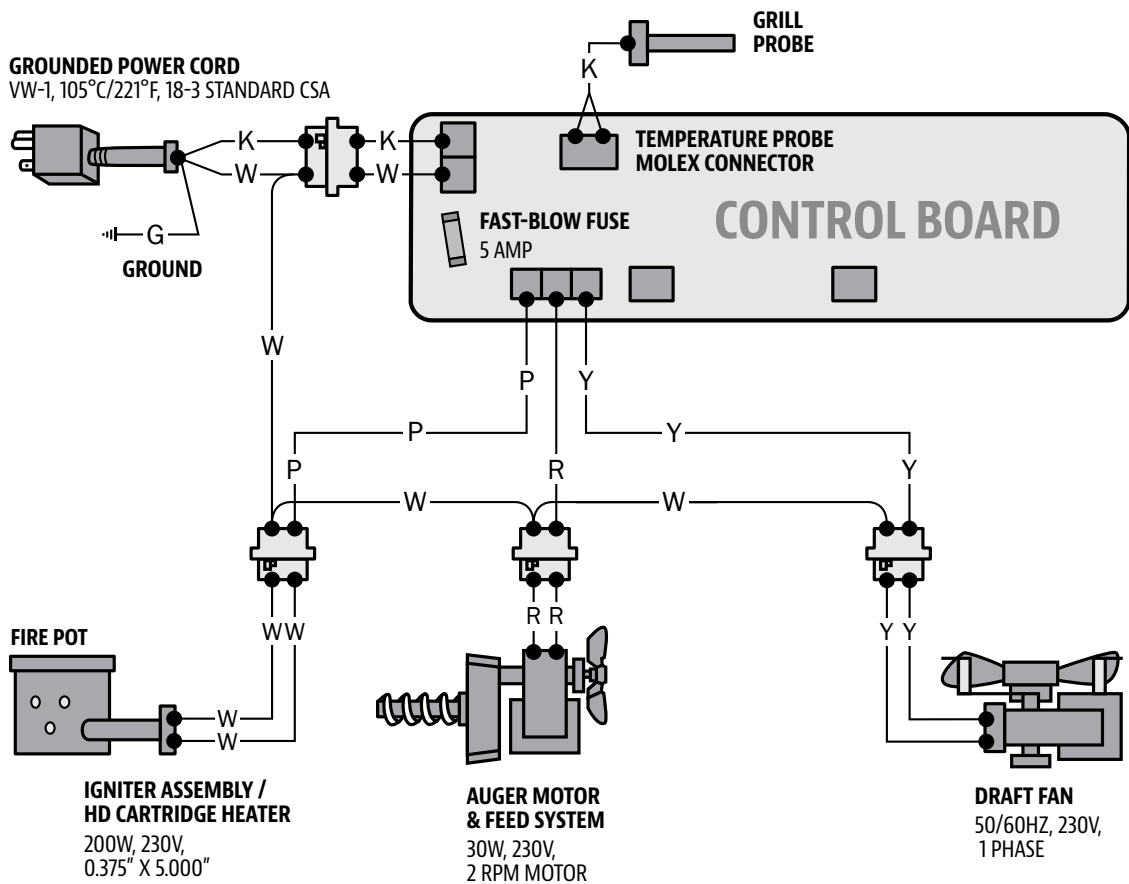 GRILL
PROBE
GROUNDED POWER CORD
VW-1, 105°C/221°F, 18-3 STANDARD CSA
K
K
K
W
W
TEMPERATURE PROBE
MOLEX CONNECTOR
CONTROL BOARD
FAST-BLOW FUSE
5 AMP
G
GROUND
W
P
Y
P
Y
P
R
Y
W
W
R R
WW
Y Y
FIRE POT
W
W
IGNITER ASSEMBLY /
HD CARTRIDGE HEATER
200W, 230V,
0.375" X 5.000"
AUGER MOTOR
& FEED SYSTEM
30W, 230V,
2 RPM MOTOR
DRAFT FAN
50/60HZ, 230V,
1 PHASE